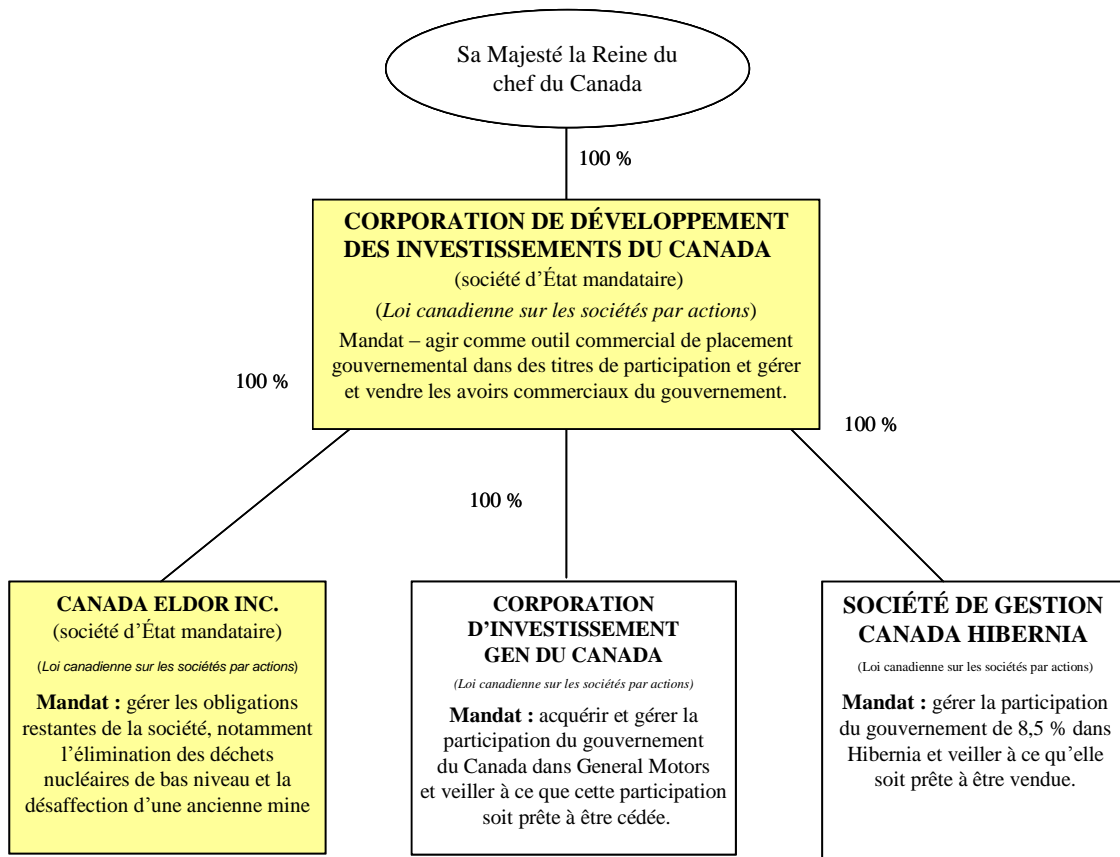 Sa Majesté la Reine du
chef du Canada
100 %
CORPORATION DE DÉVELOPPEMENT
DES INVESTISSEMENTS DU CANADA
(société d’État mandataire)
(Loi canadienne sur les sociétés par actions)
Mandat – agir comme outil commercial de placement
gouvernemental dans des titres de participation et gérer
et vendre les avoirs commerciaux du gouvernement.
100 %
100 %
100 %
CANADA ELDOR INC.
(société d’État mandataire)
(Loi canadienne sur les sociétés par actions)
Mandat : gérer les obligations
restantes de la société, notamment
l’élimination des déchets
nucléaires de bas niveau et la
désaffection d’une ancienne mine
CORPORATION
D’INVESTISSEMENT
GEN DU CANADA
(Loi canadienne sur les sociétés par actions)
Mandat : acquérir et gérer la
participation du gouvernement
du Canada dans General Motors
et veiller à ce que cette participation
soit prête à être cédée.
SOCIÉTÉ DE GESTION
CANADA HIBERNIA
(Loi canadienne sur les sociétés par actions)
Mandat : gérer la participation
du gouvernement de 8,5 % dans
Hibernia et veiller à ce qu’elle
soit prête à être vendue.